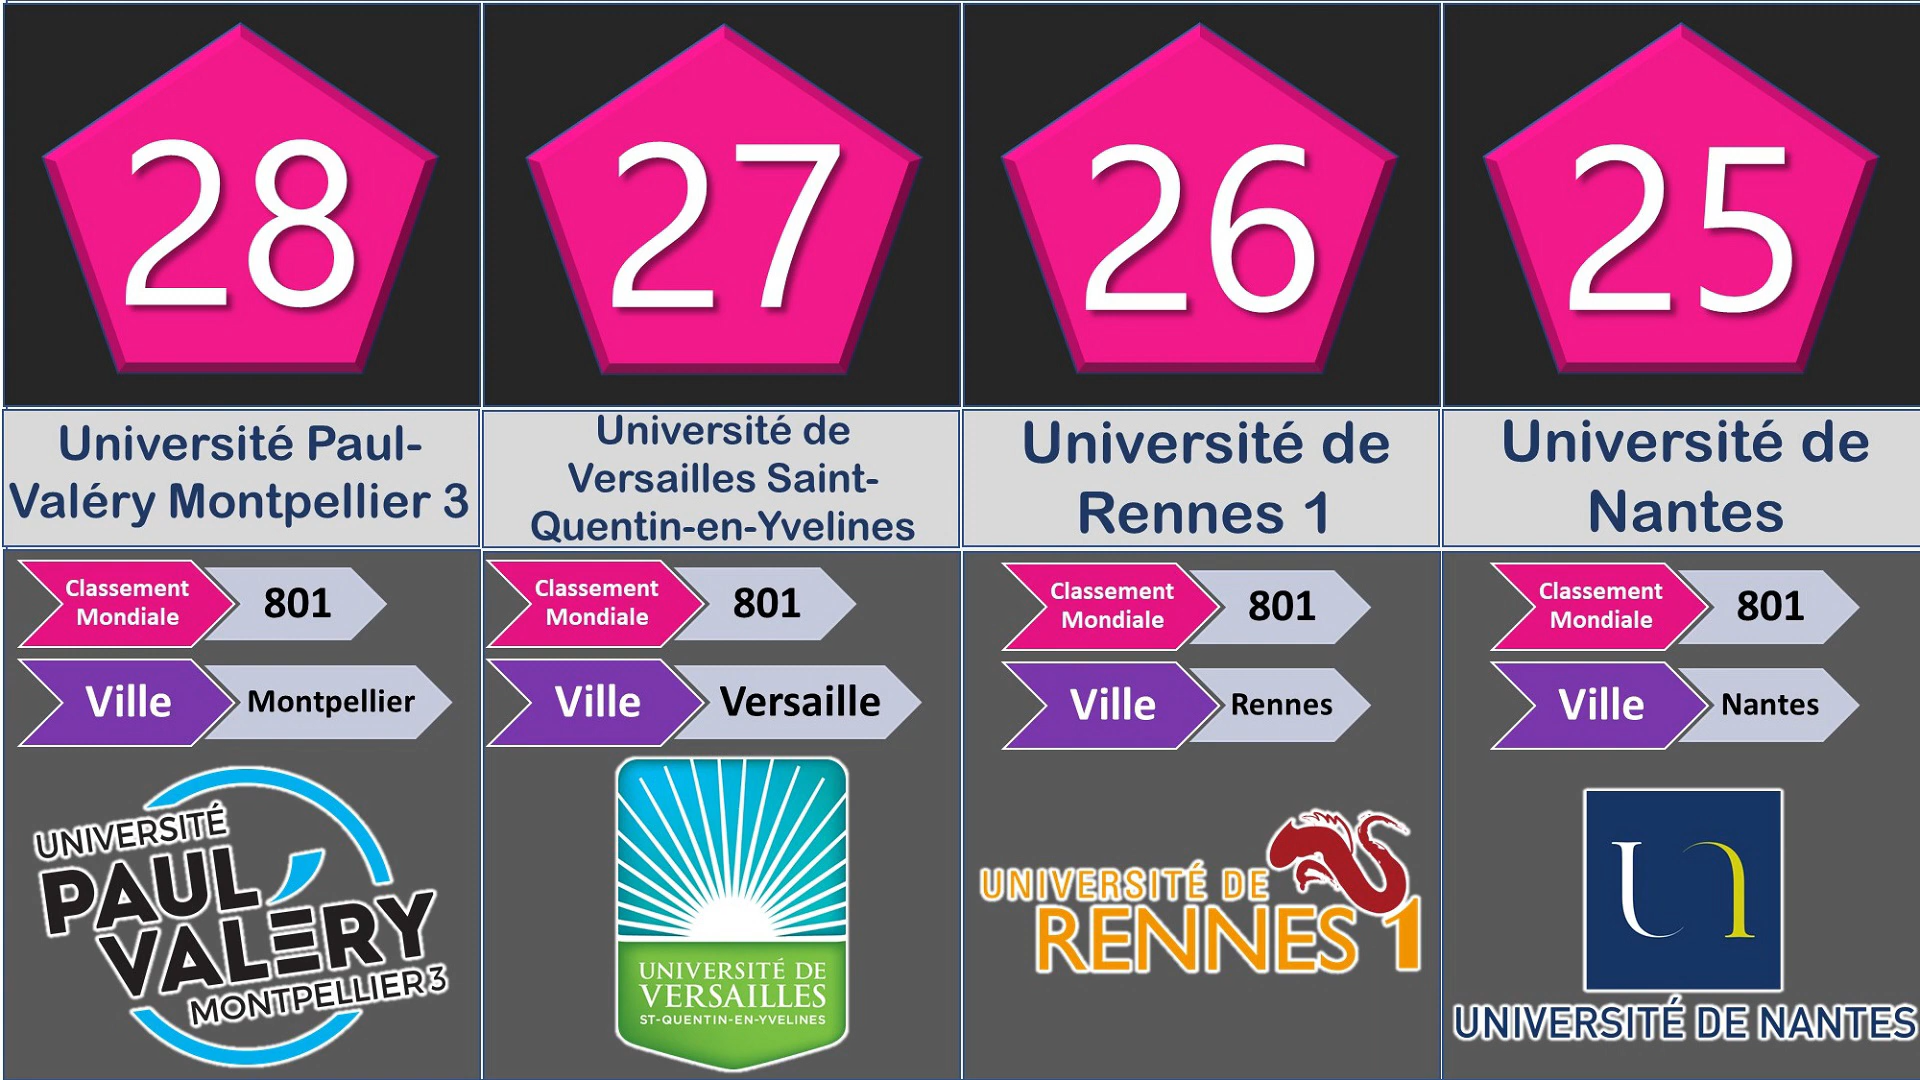 28
Université Paul-
Valéry Montpellier 3
Classement
Mondiale
801
Ville
Montpellier
UNIVERSITÉ
PAUL
VALÉRY
MONTPELLIER 3
27
Université de
Versailles Saint-
Quentin-en-Yvelines
Classement
Mondiale
801
Ville
Versaille
UNIVERSITÉ DE
VERSAILLES
ST-QUENTIN-EN-YVELINES
26
Université de
Rennes 1
Classement
Mondiale
801
Ville
Rennes
UNIVERSITÉ DE
RENNES 1
25
Université de
Nantes
Classement
Mondiale
801
Ville
Nantes
UN
UNIVERSITÉ DE NANTES